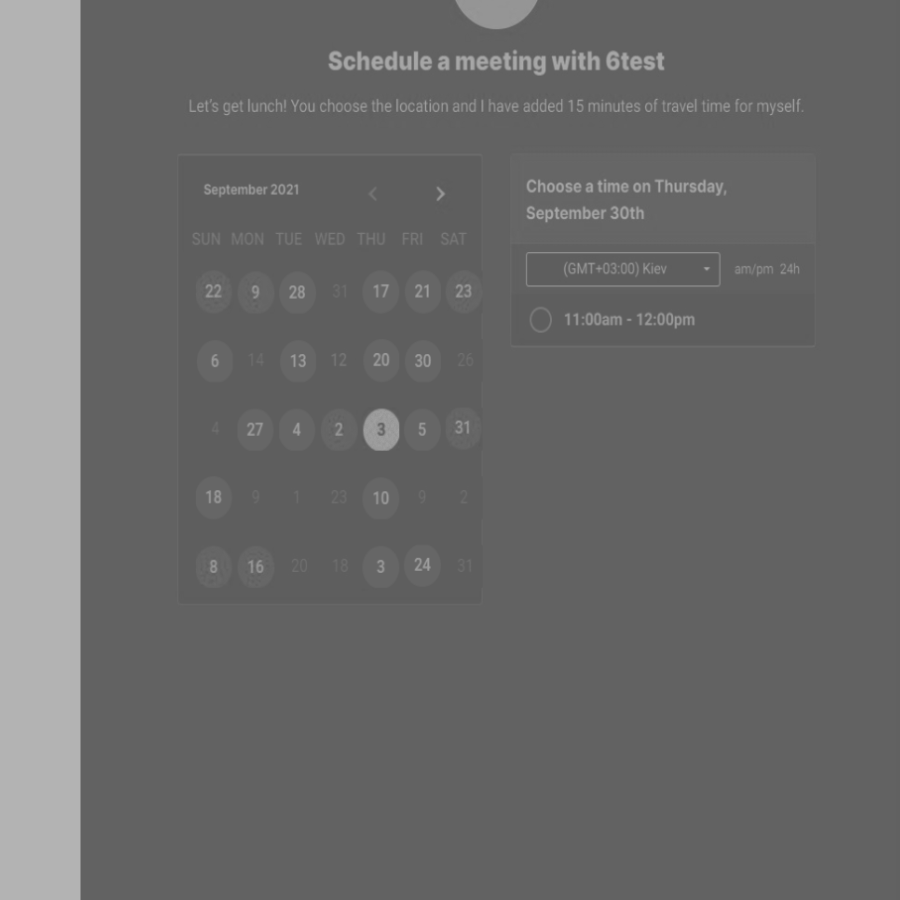 Schedule a meeting with 6test
Let's get lunch! You choose the location and I have added 15 minutes of travel time for myself.
September 2021
SUN MON TUE WED THU FRI SAT
22 9 28 31 17 21 23
6 14 13 12 20 30 26
4 27 4 2 3 5 31
18 9 1 23 10 9 2
8 16 20 18 3 24 31
Choose a time on Thursday,
September 30th
(GMT+03:00) Kiev am/pm 24h
11:00am - 12:00pm